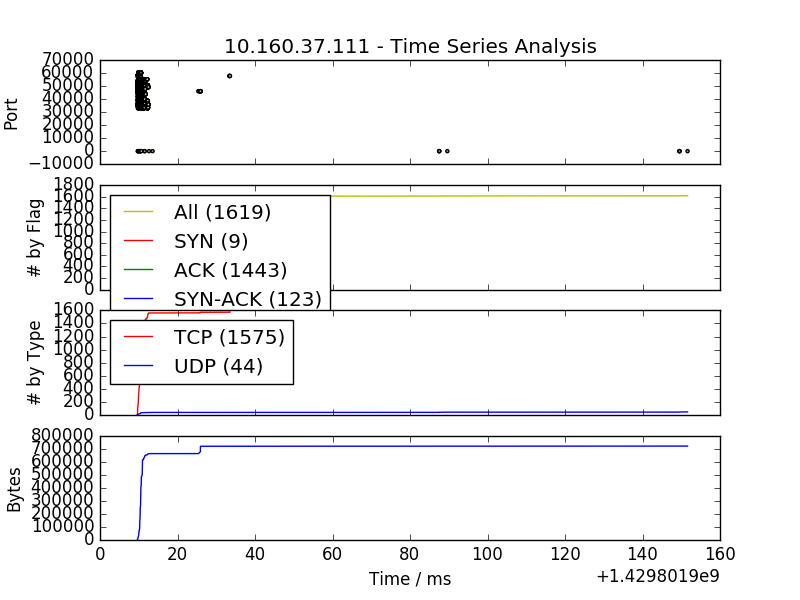 10.160.37.111 - Time Series Analysis
70000
60000
50000
40000
30000
20000
10000
0
−10000
Port
1800
1600
1400
1200
1000
800
600
400
200
0
# by Flag
All (1619)
SYN (9)
ACK (1443)
SYN-ACK (123)
1600
1400
1200
1000
800
600
400
200
0
# by Type
TCP (1575)
UDP (44)
800000
700000
600000
500000
400000
300000
200000
100000
0
Bytes
0 20 40 60 80 100 120 140 160
Time / ms
+1.4298019e9